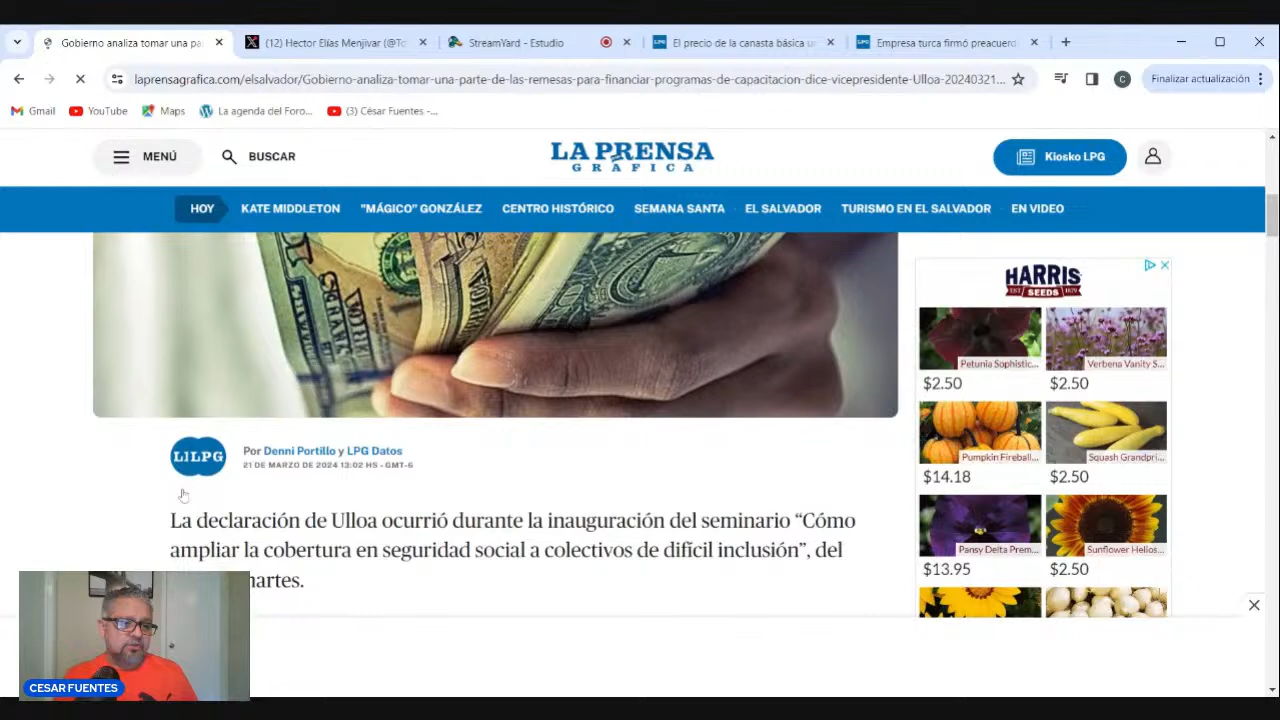 Gobierno analiza tomar una pa
(12) Hector Elías Menjivar (@To
StreamYard - Estudio
El precio de la canasta básica u
Empresa turca firmó preacuerd
laprensagrafica.com/elsalvador/Gobierno-analiza-tomar-una-parte-de-las-remesas-para-financiar-programas-de-capacitacion-dice-vicepresidente-Ulloa-20240321...
Finalizar actualización
Gmail
YouTube
Maps
La agenda del Foro...
(3) César Fuentes -...
MENÚ
BUSCAR
LA PRENSA
GRÁFICA
Kiosko LPG
HOY
KATE MIDDLETON
"MÁGICO" GONZÁLEZ
CENTRO HISTÓRICO
SEMANA SANTA
EL SALVADOR
TURISMO EN EL SALVADOR
EN VIDEO
LPG
Por Denni Portillo y LPG Datos
21 DE MARZO DE 2024 13:02 HS - GMT-6
La declaración de Ulloa ocurrió durante la inauguración del seminario “Cómo
ampliar la cobertura en seguridad social a colectivos de difícil inclusión”, del
martes.
HARRIS
SEEDS
Petunia Sophistic...
Verbena Vanity S...
$2.50
$2.50
Pumpkin Fireball...
Squash Grandpri...
$14.18
$2.50
Pansy Delta Prem...
Sunflower Helios...
$13.95
$2.50
CESAR FUENTES